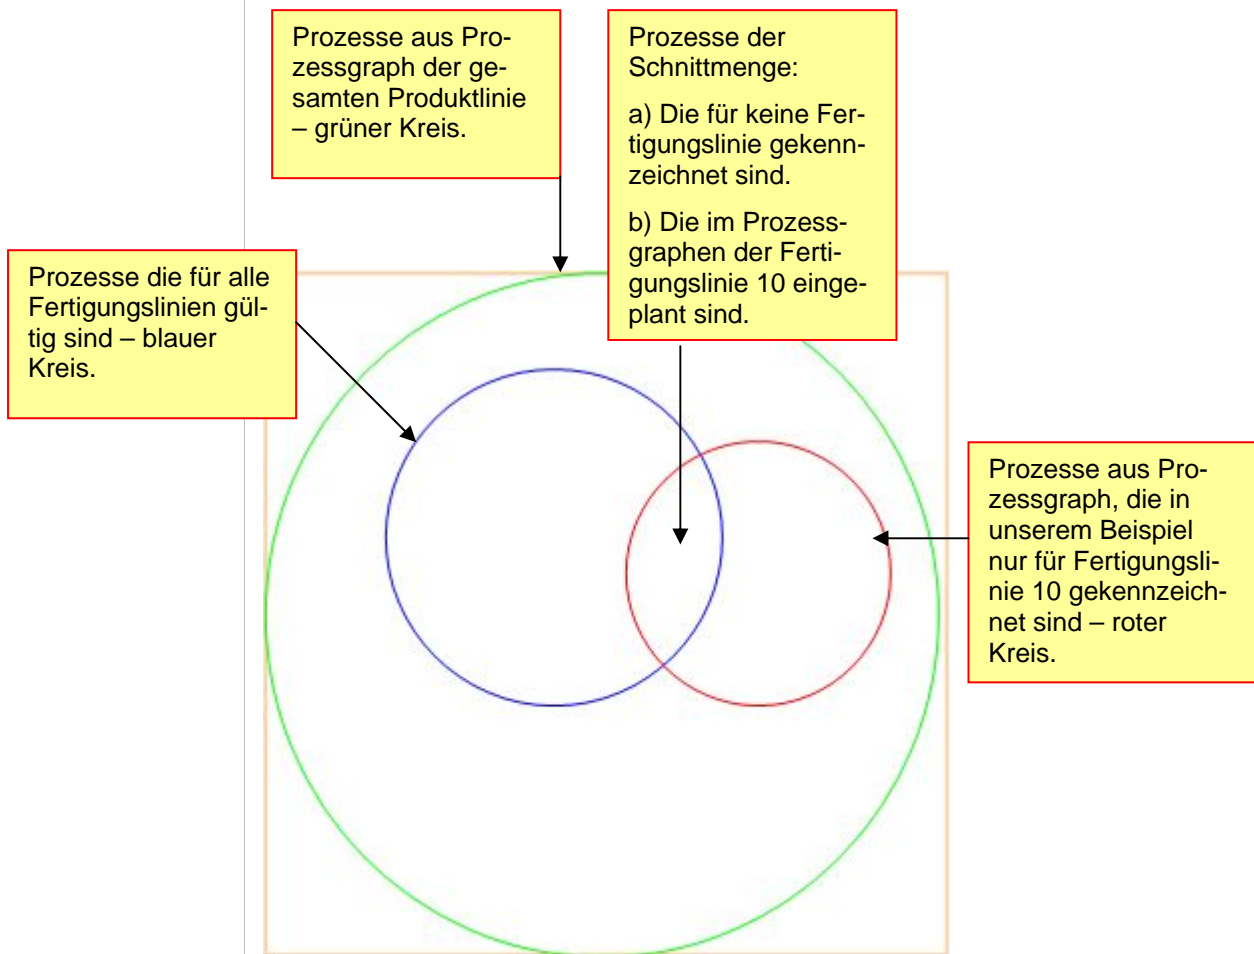 Prozesse aus Pro-
zessgraph der ge-
samten Produktlinie
– grüner Kreis.
Prozesse der
Schnittmenge:
a) Die für keine Fer-
tigungslinie gekenn-
zeichnet sind.
b) Die im Prozess-
graphen der Ferti-
gungslinie 10 einge-
plant sind.
Prozesse die für alle
Fertigungslinien gül-
tig sind – blauer
Kreis.
Prozesse aus Pro-
zessgraph, die in
unserem Beispiel
nur für Fertigungsli-
nie 10 gekennzeich-
net sind – roter
Kreis.